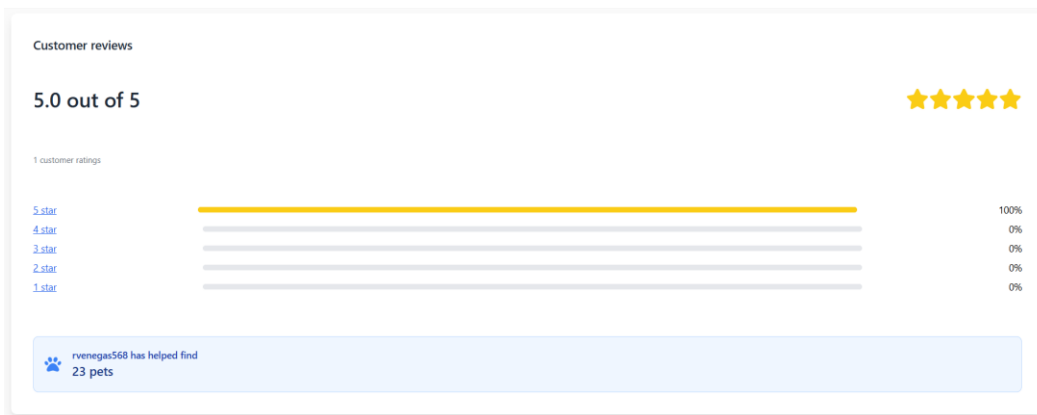 Customer reviews
5.0 out of 5
1 customer ratings
5 star 100%
4 star 0%
3 star 0%
2 star 0%
1 star 0%
rvenegas568 has helped find
23 pets